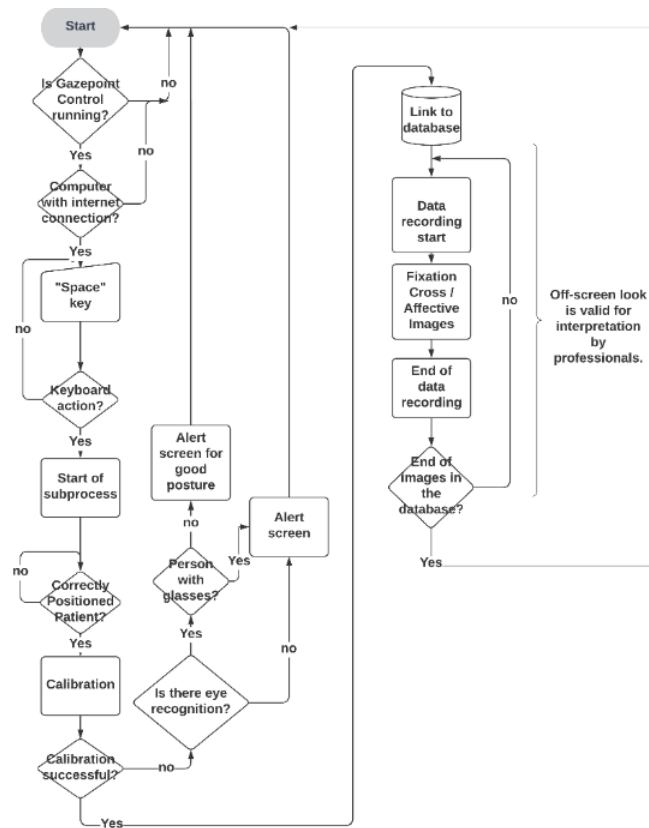 Start
Is Gazepoint
Control
running?
no
Yes
no
Computer
with internet
connection?
Yes
"Space"
key
no
Keyboard
action?
Yes
Start of
subprocess
no
Correctly
Positioned
Patient?
Yes
Calibration
Calibration
successful?
no
Yes
Alert
screen for
good
posture
no
Person
with
glasses?
Yes
Alert
screen
Yes
Is there eye
recognition?
no
Link to
database
Data
recording
start
Fixation
Cross /
Affective
Images
no
End of
data
recording
End of
Images in
the
database?
Yes
Off-screen look
is valid for
interpretation
by
professionals.